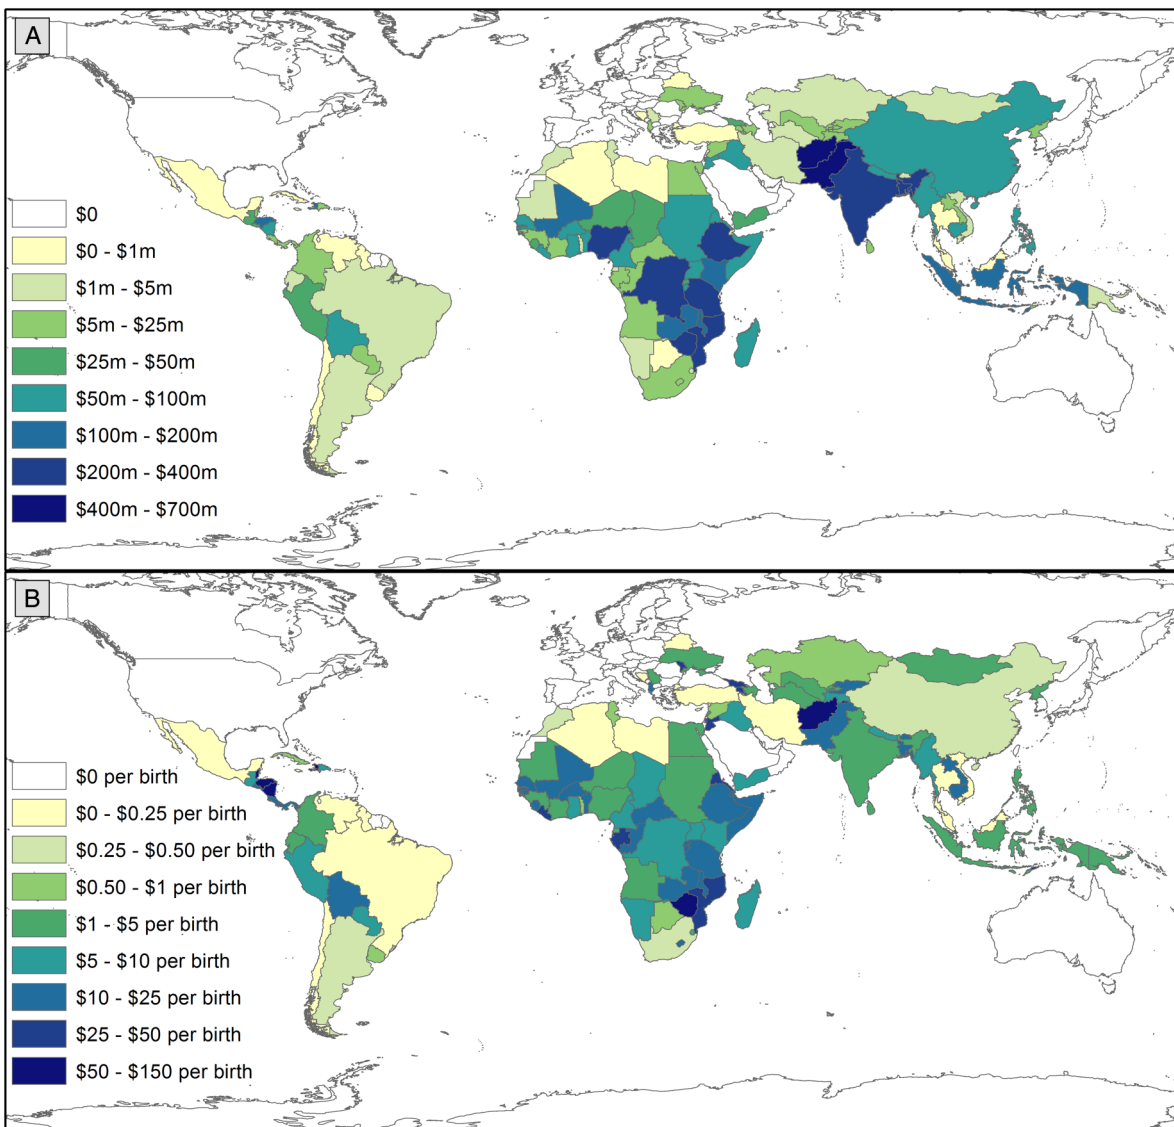 A
$0
$0 - $1m
$1m - $5m
$5m - $25m
$25m - $50m
$50m - $100m
$100m - $200m
$200m - $400m
$400m - $700m
B
$0 per birth
$0 - $0.25 per birth
$0.25 - $0.50 per birth
$0.50 - $1 per birth
$1 - $5 per birth
$5 - $10 per birth
$10 - $25 per birth
$25 - $50 per birth
$50 - $150 per birth